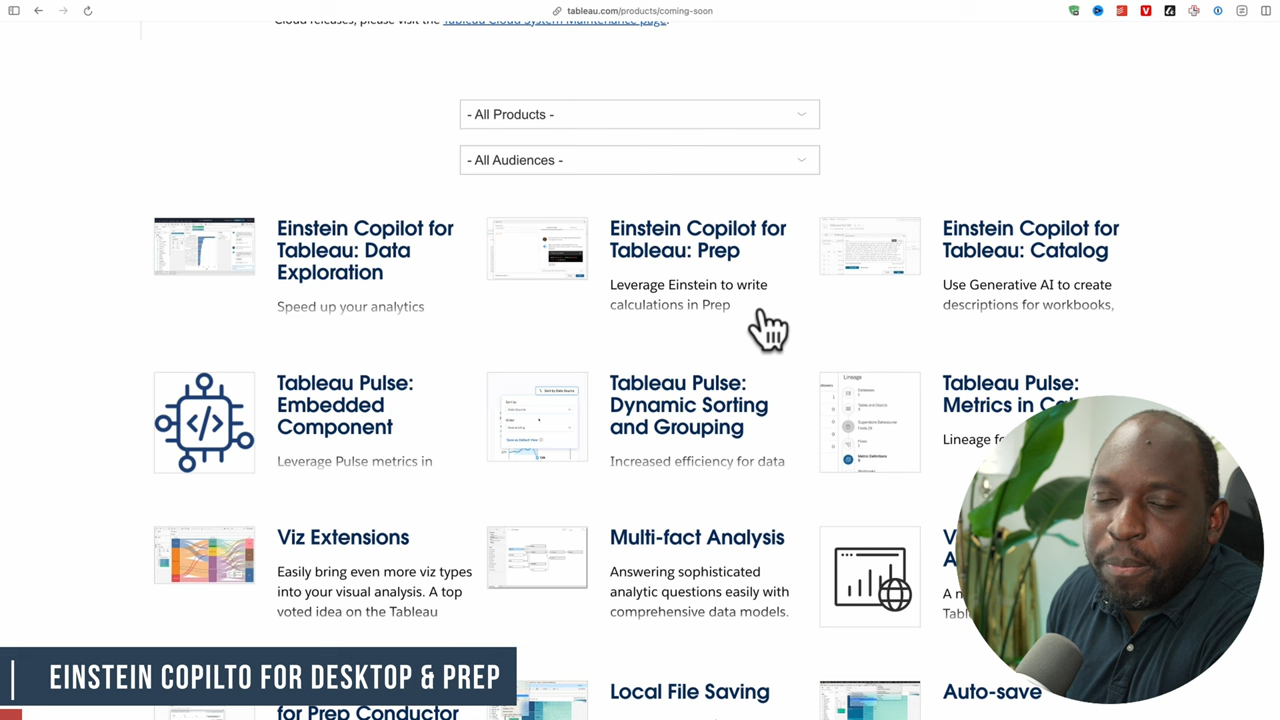 tableau.com/products/coming-soon
Cloud releases, please visit the Tableau Cloud System Maintenance page.
- All Products -
- All Audiences -
Einstein Copilot for
Tableau: Data
Exploration
Speed up your analytics
Einstein Copilot for
Tableau: Prep
Leverage Einstein to write
calculations in Prep
Einstein Copilot for
Tableau: Catalog
Use Generative AI to create
descriptions for workbooks,
Tableau Pulse:
Embedded
Component
Leverage Pulse metrics in
Tableau Pulse:
Dynamic Sorting
and Grouping
Increased efficiency for data
Lineage
Tableau Pulse:
Metrics in
Lineage
Viz Extensions
Easily bring even more viz types
into your visual analysis. A top
voted idea on the Tableau
Multi-fact Analysis
Answering sophisticated
analytic questions easily with
comprehensive data models.
EINSTEIN COPILTO FOR DESKTOP & PREP
for Prep Conductor
Local File Saving
Auto-save